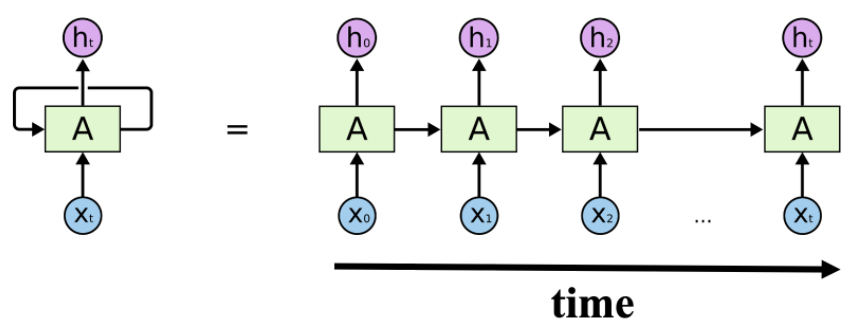 hₜ h₀ h₁ h₂ hₜ
A = A A A A
xₜ x₀ x₁ x₂ ... xₜ
time